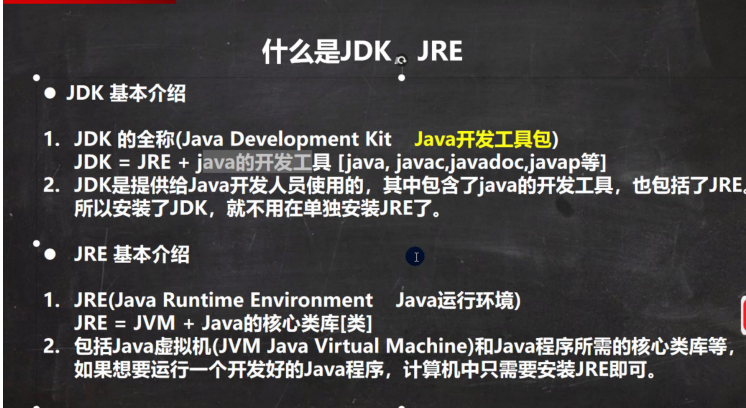 什么是JDK、JRE
● JDK 基本介绍
1. JDK 的全称(Java Development Kit Java开发工具包)
JDK = JRE + java的开发工具 [java, javac,javadoc,javap等]
2. JDK是提供给Java开发人员使用的，其中包含了java的开发工具，也包括了JRE。
所以安装了JDK，就不用在单独安装JRE了。
● JRE 基本介绍
1. JRE(Java Runtime Environment Java运行环境)
JRE = JVM + Java的核心类库[类]
2. 包括Java虚拟机(JVM Java Virtual Machine)和Java程序所需的核心类库等，
如果想要运行一个开发好的Java程序，计算机中只需要安装JRE即可。